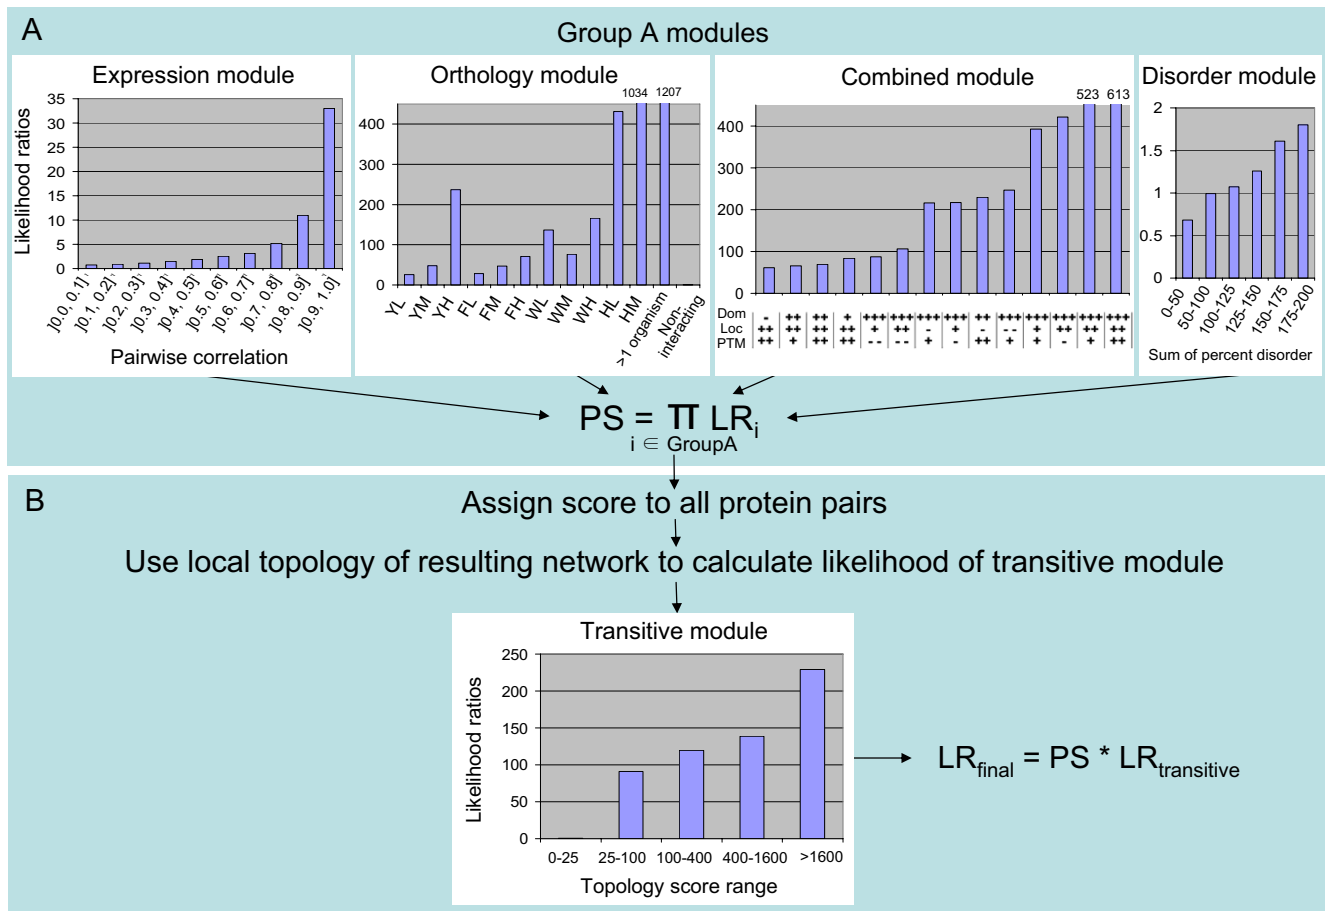 A
Group A modules
Expression module
Likelihood ratios
35
30
25
20
15
10
5
0
]0.0, 0.1]
]0.1, 0.2]
]0.2, 0.3]
]0.3, 0.4]
]0.4, 0.5]
]0.5, 0.6]
]0.6, 0.7]
]0.7, 0.8]
]0.8, 0.9]
]0.9, 1.0]
Pairwise correlation
Orthology module
1034 1207
400
300
200
100
0
YL
YM
YH
FL
FM
FH
WL
WM
WH
HL
HM
>1 organism
Non-
interacting
Combined module
523 613
400
300
200
100
0
Dom - ++ ++ + +++ +++ +++ +++ ++ +++ +++ +++ +++ +++
Loc ++ ++ ++ ++ + ++ - + ++ -- + ++ ++ ++
PTM ++ + ++ ++ -- -- + - ++ + + - + ++
Disorder module
2
1.5
1
0.5
0
0-50
50-100
100-125
125-150
150-175
175-200
Sum of percent disorder
PS = π LRi
i ∈ GroupA
B
Assign score to all protein pairs
Use local topology of resulting network to calculate likelihood of transitive module
Transitive module
Likelihood ratios
250
200
150
100
50
0
0-25 25-100 100-400 400-1600 >1600
Topology score range
LRfinal = PS * LRtransitive